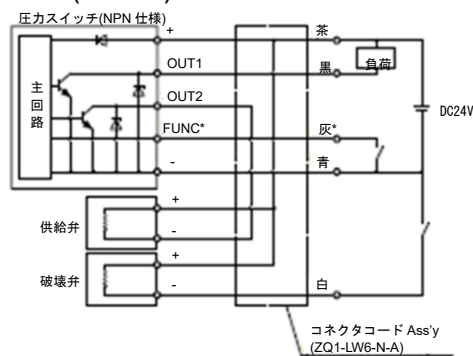 圧力スイッチ(NPN 仕様)
+
茶
主回路
OUT1
黒
負荷
OUT2
DC24V
FUNC*
灰*
-
青
供給弁
+
-
破壊弁
+
-
白
コネクタコード Ass'y
(ZQ1-LW6-N-A)